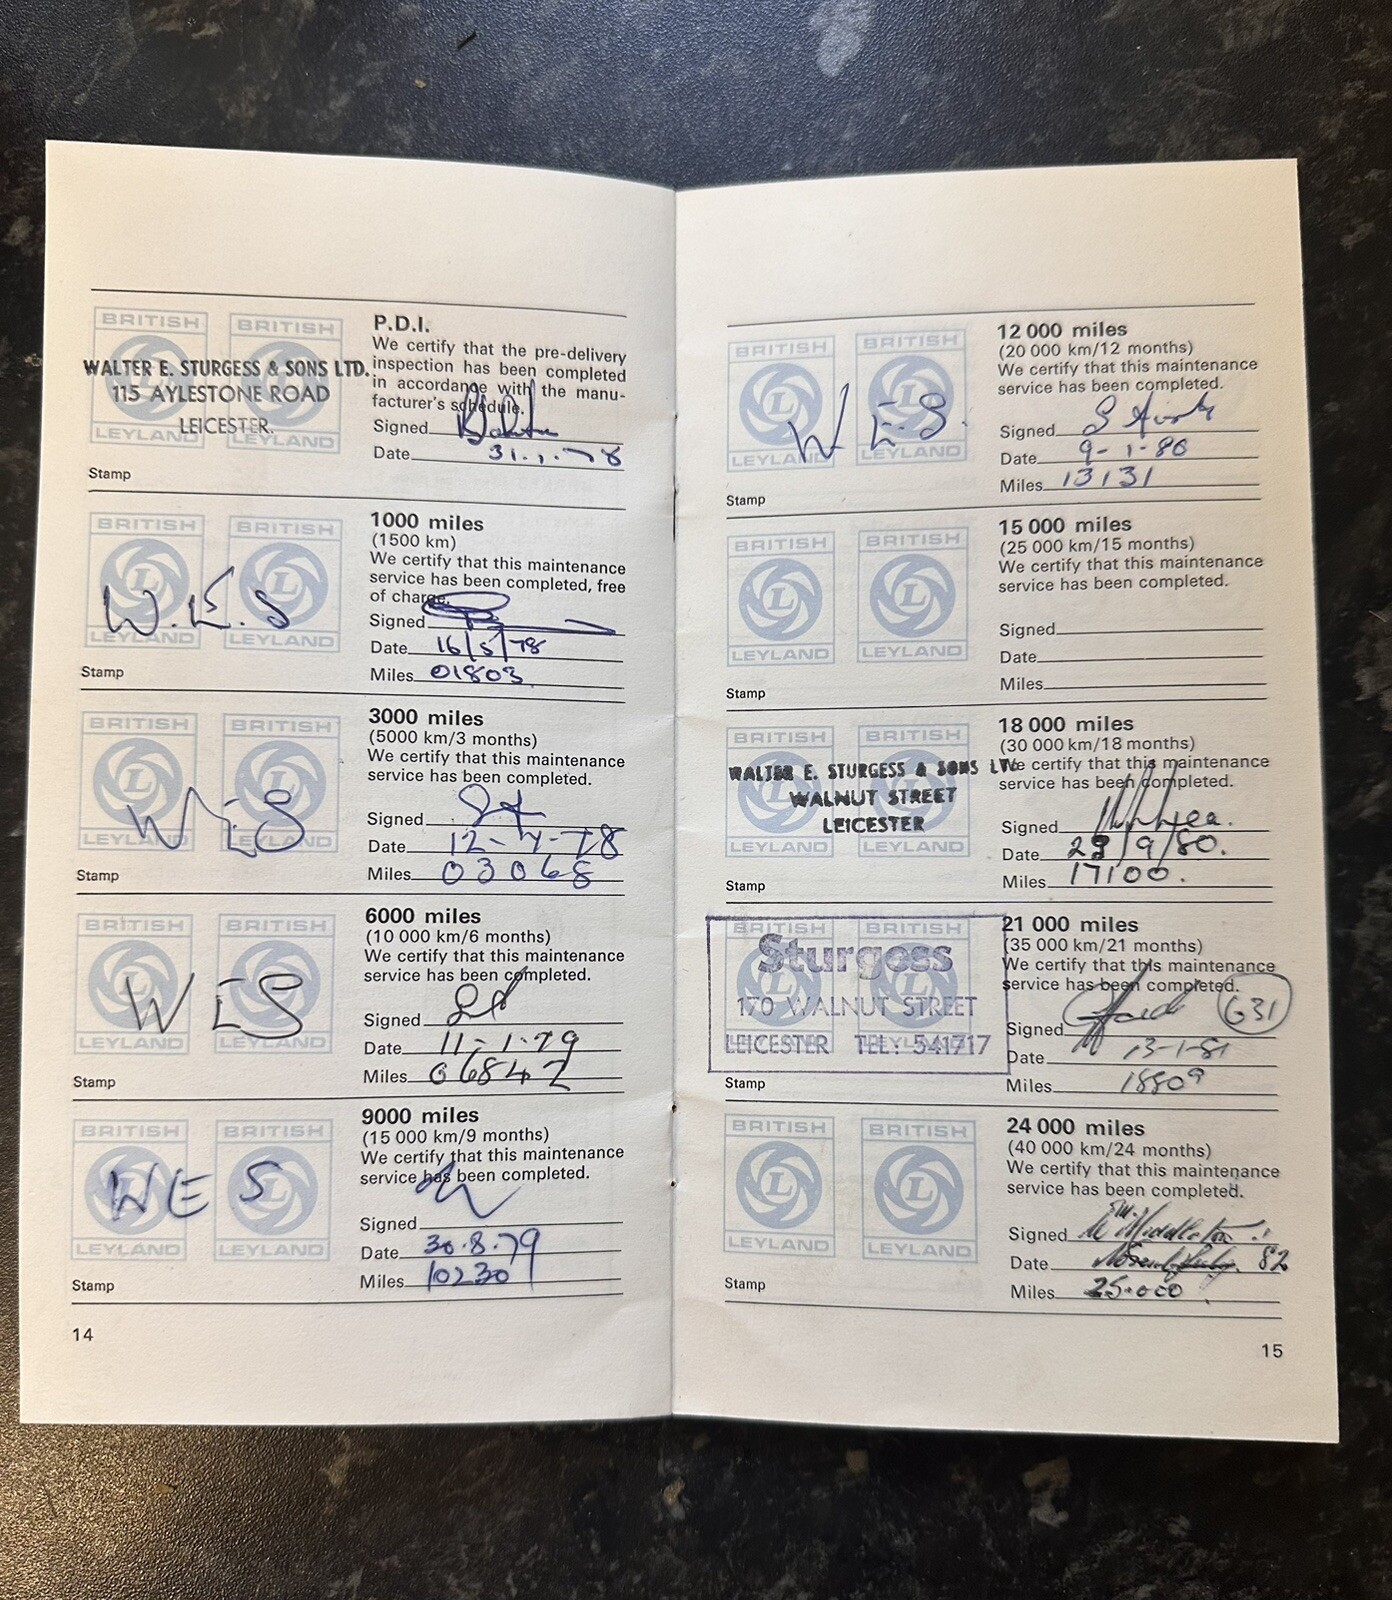 BRITISH BRITISH
LEYLAND LEYLAND
WALTER E. STURGESS & SONS LTD.
115 AYLESTONE ROAD
LEICESTER.
Stamp
P.D.I.
We certify that the pre-delivery
inspection has been completed
in accordance with the manu-
facturer's schedule.
Signed
Date 31.1.78
BRITISH BRITISH
L L
LEYLAND LEYLAND
W.E.S
Stamp
1000 miles
(1500 km)
We certify that this maintenance
service has been completed, free
of charge.
Signed
Date 16/5/78
Miles 01803
BRITISH BRITISH
L L
LEYLAND LEYLAND
WES
Stamp
3000 miles
(5000 km/3 months)
We certify that this maintenance
service has been completed.
Signed
Date 12-7-78
Miles 03068
BRITISH BRITISH
L L
LEYLAND LEYLAND
WES
Stamp
6000 miles
(10 000 km/6 months)
We certify that this maintenance
service has been completed.
Signed
Date 11-1-79
Miles 06842
BRITISH BRITISH
L L
LEYLAND LEYLAND
WES
Stamp
9000 miles
(15 000 km/9 months)
We certify that this maintenance
service has been completed.
Signed
Date 30.8.79
Miles 10230
14
BRITISH BRITISH
L L
LEYLAND LEYLAND
W.E.S.
Stamp
12 000 miles
(20 000 km/12 months)
We certify that this maintenance
service has been completed.
Signed
Date 9-1-80
Miles 13131
BRITISH BRITISH
L L
LEYLAND LEYLAND
Stamp
15 000 miles
(25 000 km/15 months)
We certify that this maintenance
service has been completed.
Signed
Date
Miles
BRITISH BRITISH
LEYLAND LEYLAND
WALTER E. STURGESS & SONS LTD.
WALNUT STREET
LEICESTER
Stamp
18 000 miles
(30 000 km/18 months)
We certify that this maintenance
service has been completed.
Signed
Date 29/9/80.
Miles 17100.
BRITISH BRITISH
L L
LEYLAND LEYLAND
Sturgess
170 WALNUT STREET
LEICESTER TEL: 541717
Stamp
21 000 miles
(35 000 km/21 months)
We certify that this maintenance
service has been completed.
G31
Signed
Date 13-1-81
Miles 18809
BRITISH BRITISH
L L
LEYLAND LEYLAND
Stamp
24 000 miles
(40 000 km/24 months)
We certify that this maintenance
service has been completed.
Signed Middleton
Date 82
Miles 25.000
15